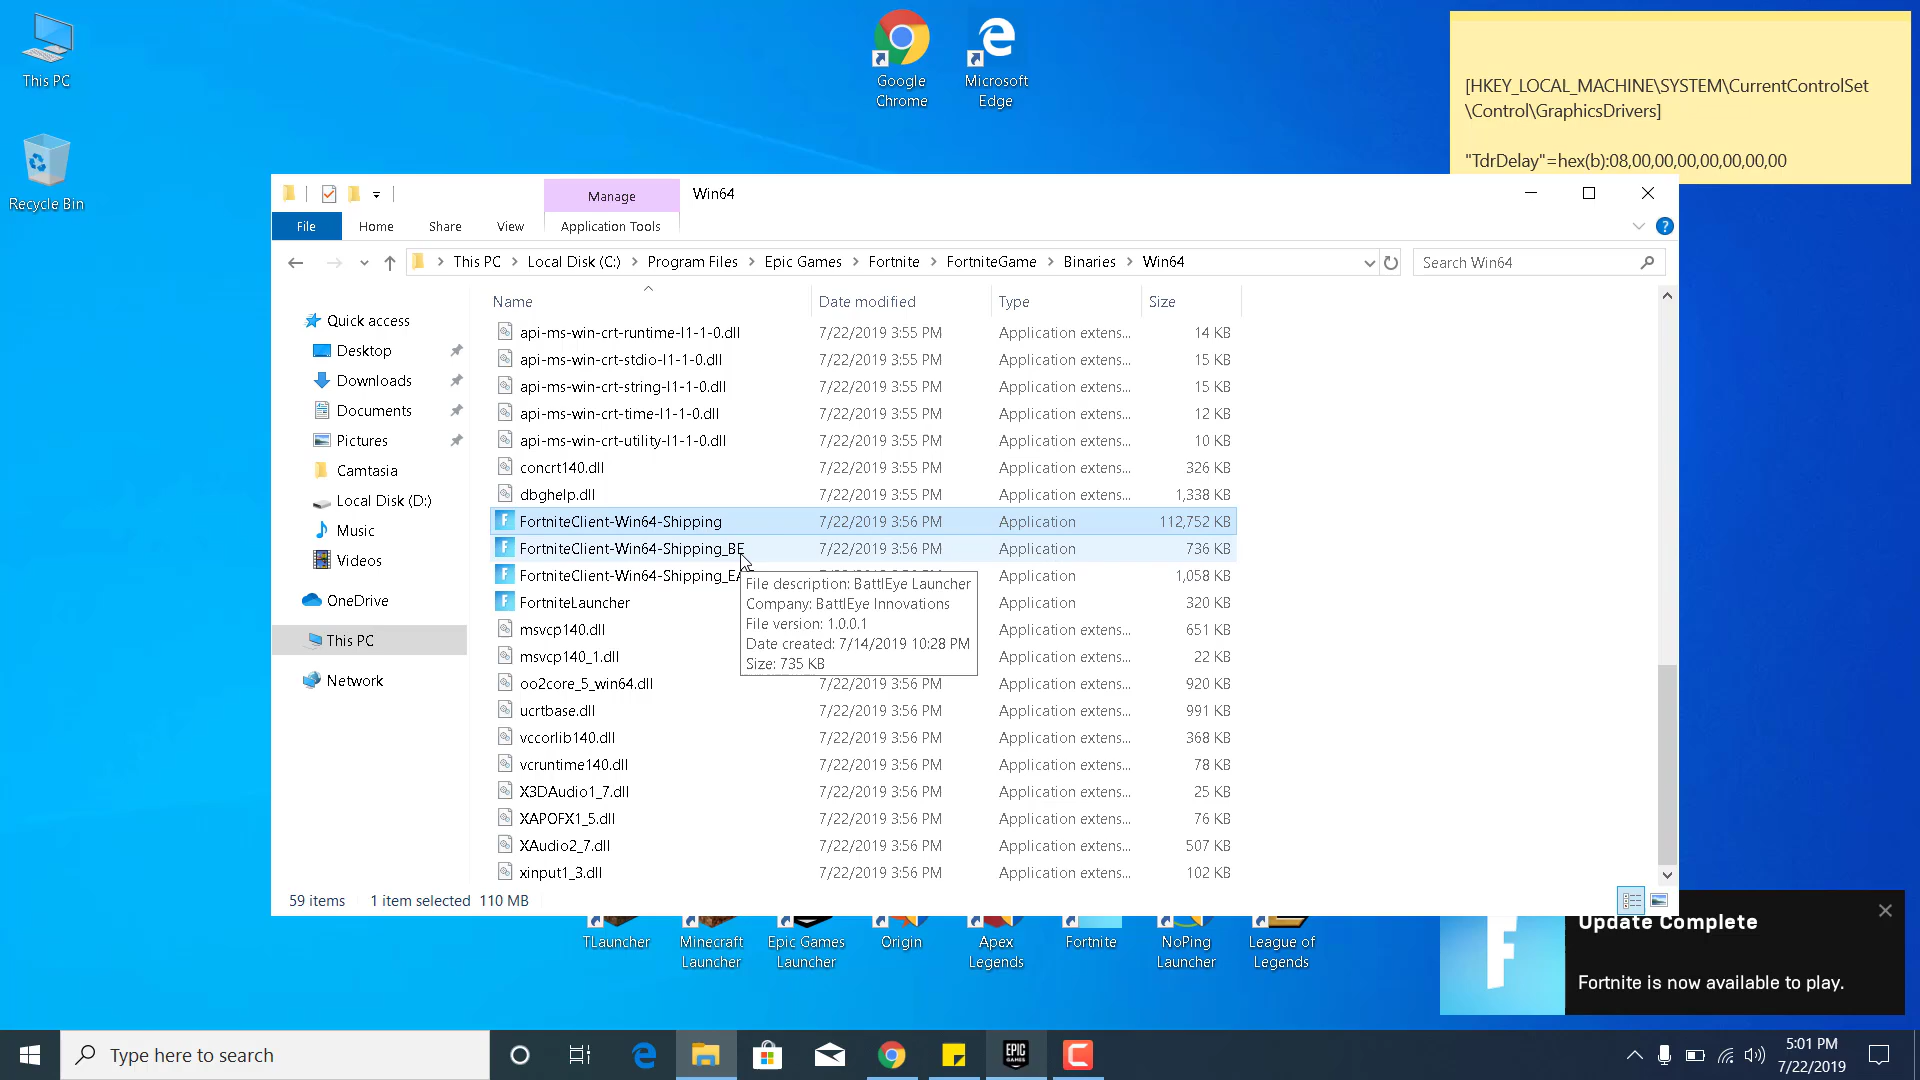 This PC
Recycle Bin
Google
Chrome
Microsoft
Edge
[HKEY_LOCAL_MACHINE\SYSTEM\CurrentControlSet
\Control\GraphicsDrivers]
"TdrDelay"=hex(b):08,00,00,00,00,00,00,00
Manage
Win64
File
Home
Share
View
Application Tools
This PC > Local Disk (C:) > Program Files > Epic Games > Fortnite > FortniteGame > Binaries > Win64
Search Win64
Quick access
Desktop
Downloads
Documents
Pictures
Camtasia
Local Disk (D:)
Music
Videos
OneDrive
This PC
Network
Name Date modified Type Size
api-ms-win-crt-runtime-l1-1-0.dll 7/22/2019 3:55 PM Application extens... 14 KB
api-ms-win-crt-stdio-l1-1-0.dll 7/22/2019 3:55 PM Application extens... 15 KB
api-ms-win-crt-string-l1-1-0.dll 7/22/2019 3:55 PM Application extens... 15 KB
api-ms-win-crt-time-l1-1-0.dll 7/22/2019 3:55 PM Application extens... 12 KB
api-ms-win-crt-utility-l1-1-0.dll 7/22/2019 3:55 PM Application extens... 10 KB
concrt140.dll 7/22/2019 3:55 PM Application extens... 326 KB
dbghelp.dll 7/22/2019 3:55 PM Application extens... 1,338 KB
FortniteClient-Win64-Shipping 7/22/2019 3:56 PM Application 112,752 KB
FortniteClient-Win64-Shipping_BE 7/22/2019 3:56 PM Application 736 KB
FortniteClient-Win64-Shipping_EA Application 1,058 KB
FortniteLauncher Application 320 KB
msvcp140.dll Application extens... 651 KB
msvcp140_1.dll Application extens... 22 KB
oo2core_5_win64.dll 7/22/2019 3:56 PM Application extens... 920 KB
ucrtbase.dll 7/22/2019 3:56 PM Application extens... 991 KB
vccorlib140.dll 7/22/2019 3:56 PM Application extens... 368 KB
vcruntime140.dll 7/22/2019 3:56 PM Application extens... 78 KB
X3DAudio1_7.dll 7/22/2019 3:56 PM Application extens... 25 KB
XAPOFX1_5.dll 7/22/2019 3:56 PM Application extens... 76 KB
XAudio2_7.dll 7/22/2019 3:56 PM Application extens... 507 KB
xinput1_3.dll 7/22/2019 3:56 PM Application extens... 102 KB
File description: BattlEye Launcher
Company: BattlEye Innovations
File version: 1.0.0.1
Date created: 7/14/2019 10:28 PM
Size: 735 KB
59 items 1 item selected 110 MB
TLauncher
Minecraft
Launcher
Epic Games
Launcher
Origin
Apex
Legends
Fortnite
NoPing
Launcher
League of
Legends
Update Complete
Fortnite is now available to play.
Type here to search
EPIC
GAMES
5:01 PM
7/22/2019